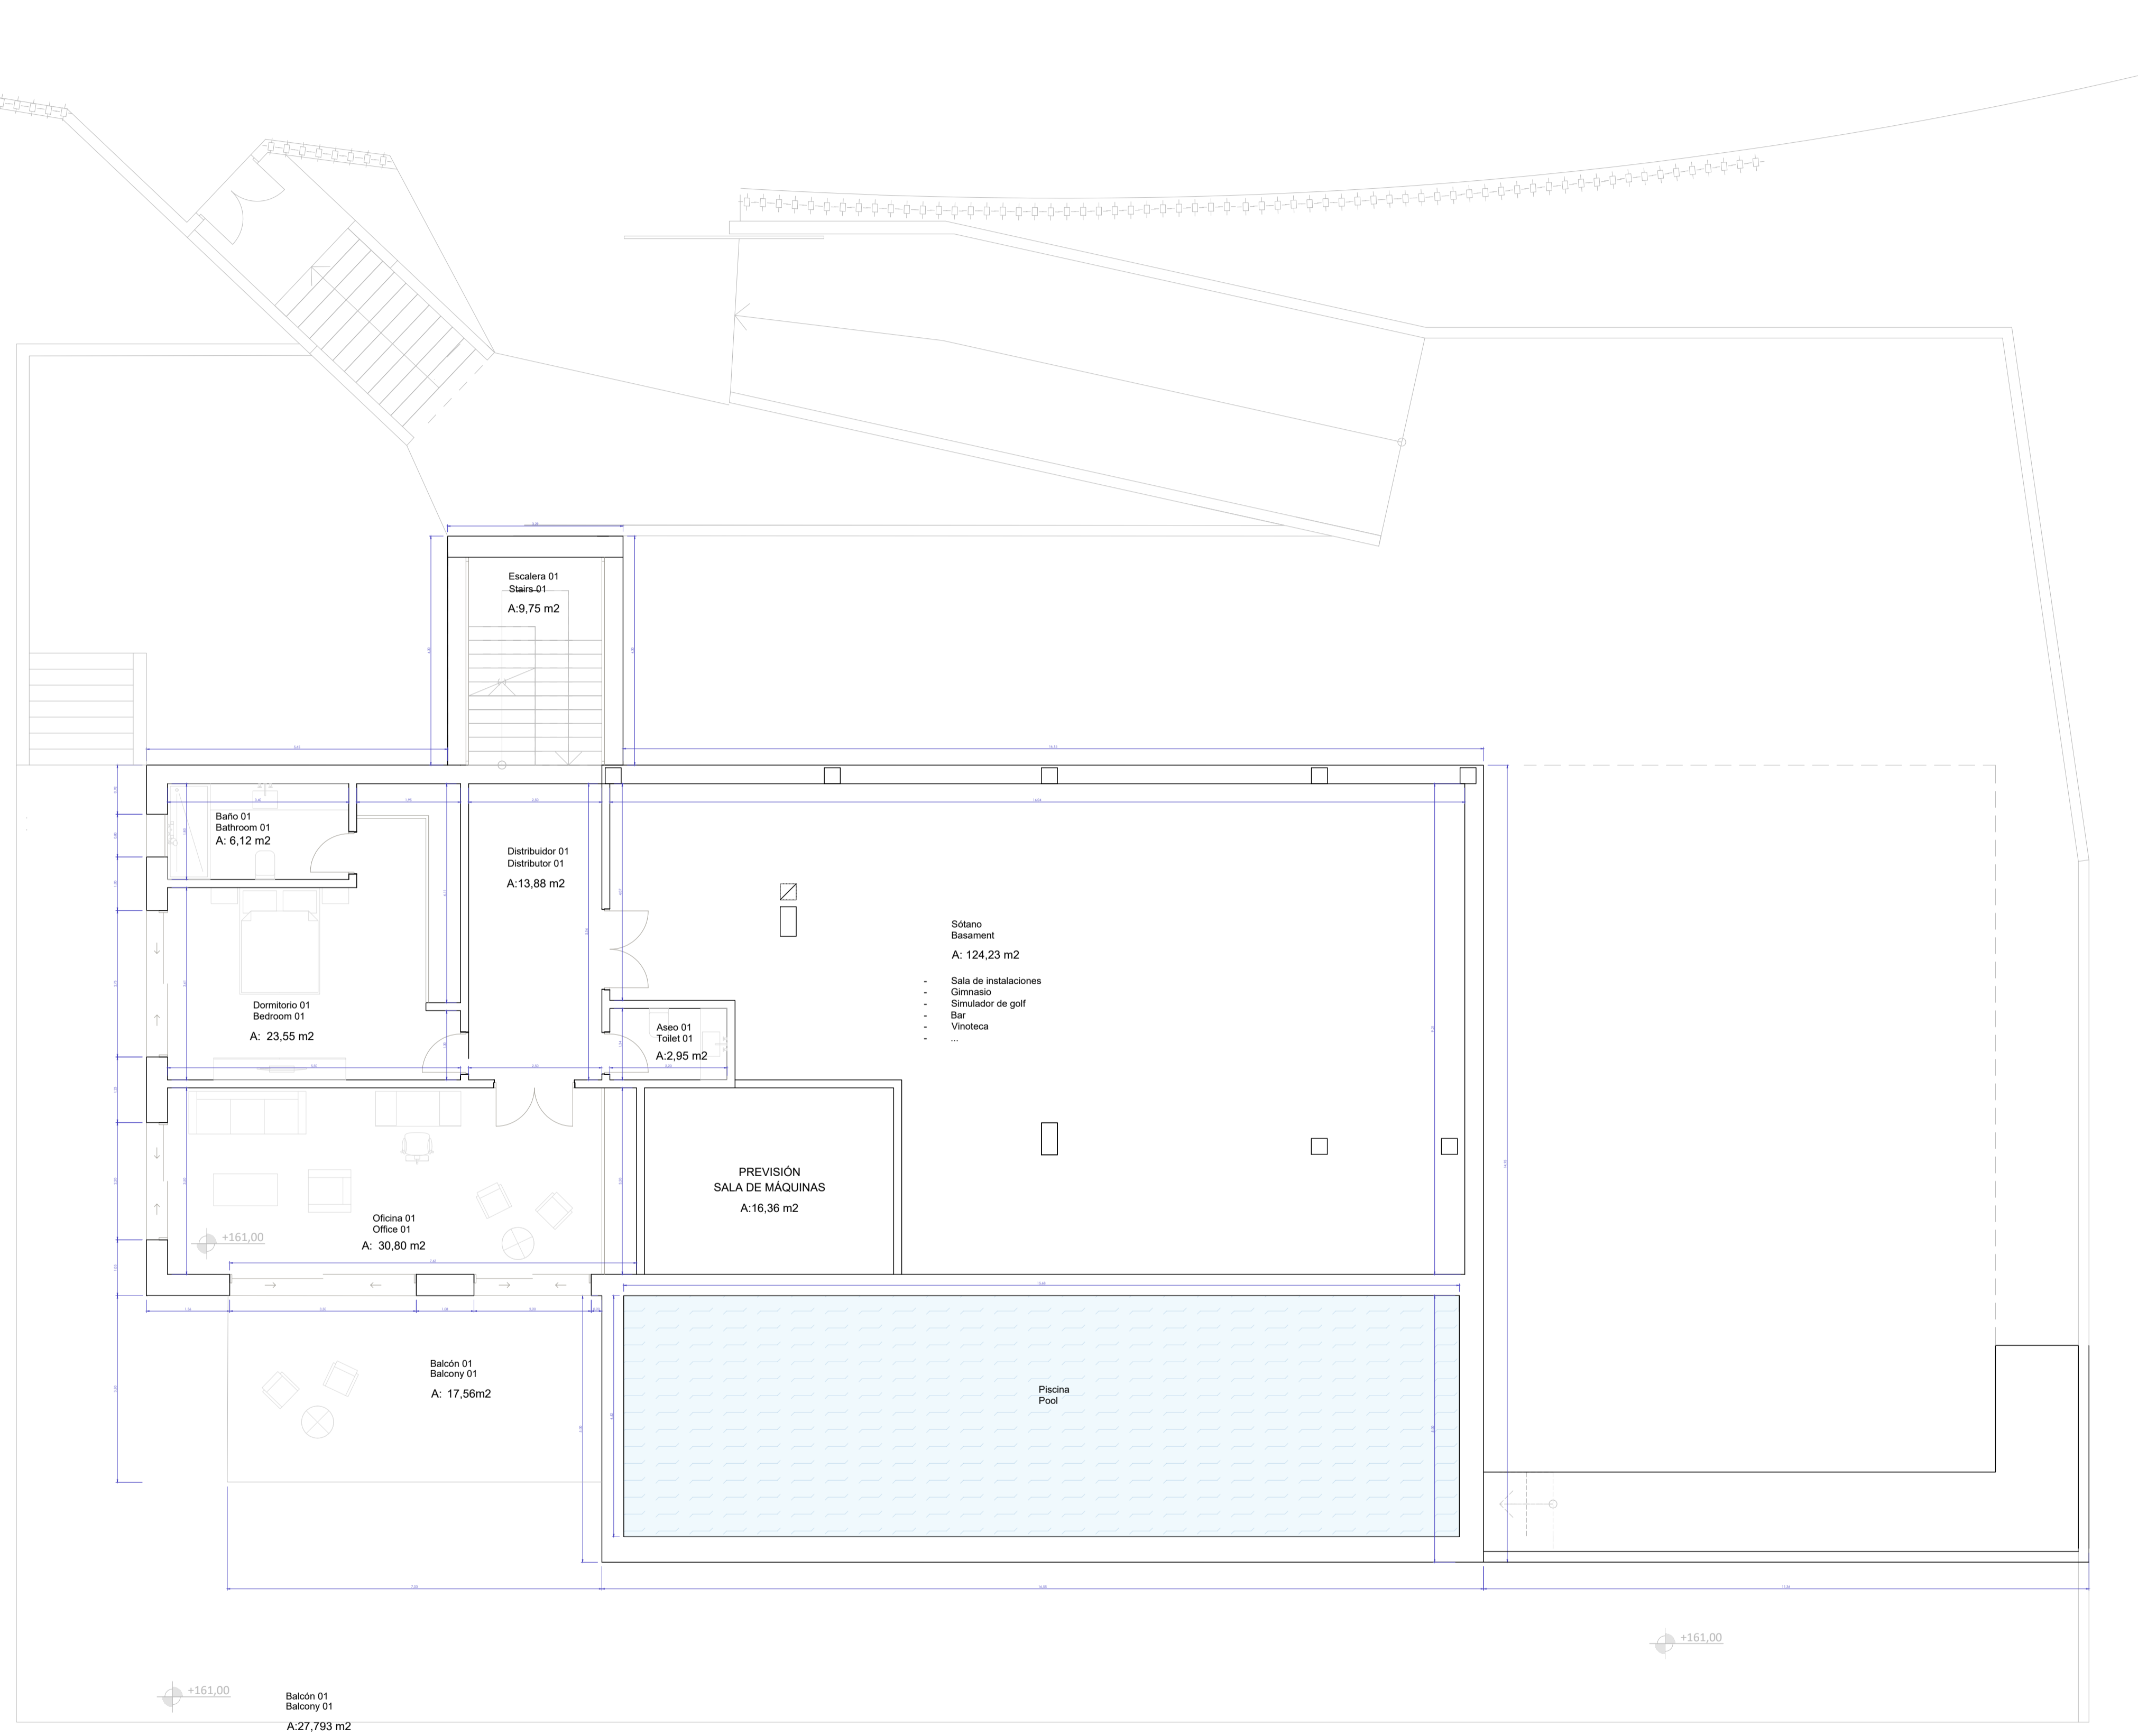 Escalera 01
Stairs 01
A:9,75 m2
Baño 01
Bathroom 01
A: 6,12 m2
Distribuidor 01
Distributor 01
A:13,88 m2
Sótano
Basament
A: 124,23 m2
- Sala de instalaciones
- Gimnasio
- Simulador de golf
- Bar
- Vinoteca
- ...
Dormitorio 01
Bedroom 01
A: 23,55 m2
Aseo 01
Toilet 01
A:2,95 m2
PREVISIÓN
SALA DE MÁQUINAS
A:16,36 m2
Oficina 01
Office 01
A: 30,80 m2
+161,00
Balcón 01
Balcony 01
A: 17,56m2
Piscina
Pool
+161,00
+161,00
Balcón 01
Balcony 01
A:27,793 m2